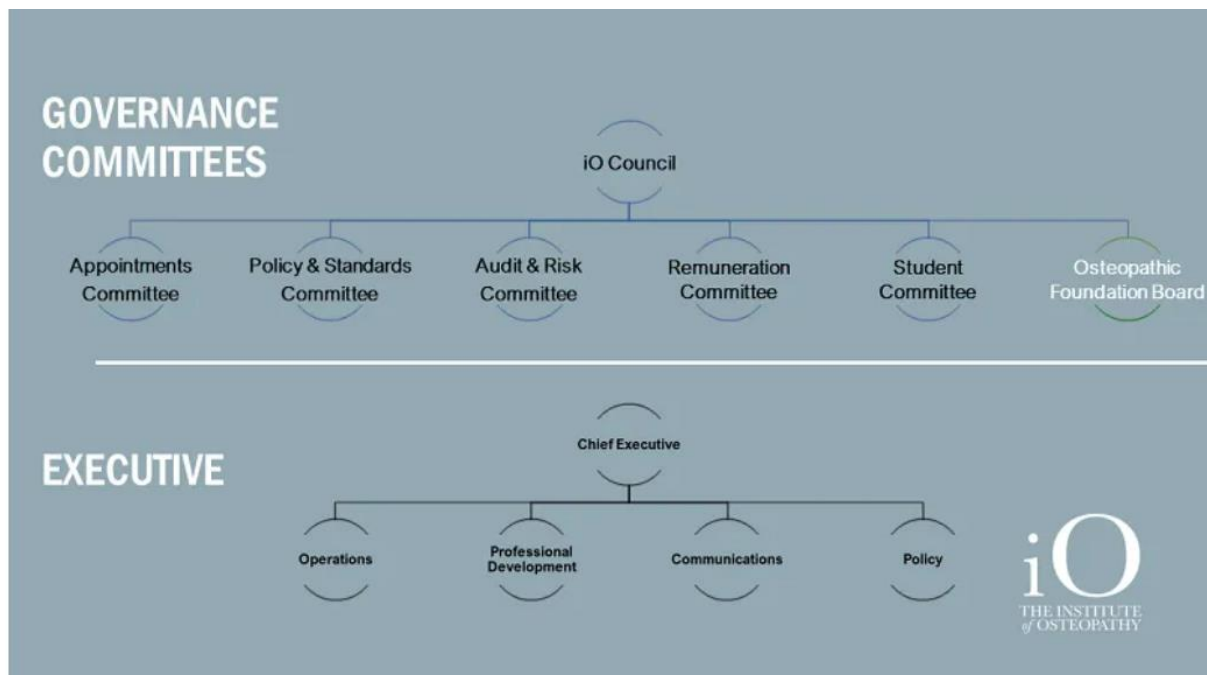 GOVERNANCE
COMMITTEES
iO Council
Appointments
Committee
Policy & Standards
Committee
Audit & Risk
Committee
Remuneration
Committee
Student
Committee
Osteopathic
Foundation Board
EXECUTIVE
Chief Executive
Operations
Professional
Development
Communications
Policy
iO
THE INSTITUTE
of OSTEOPATHY